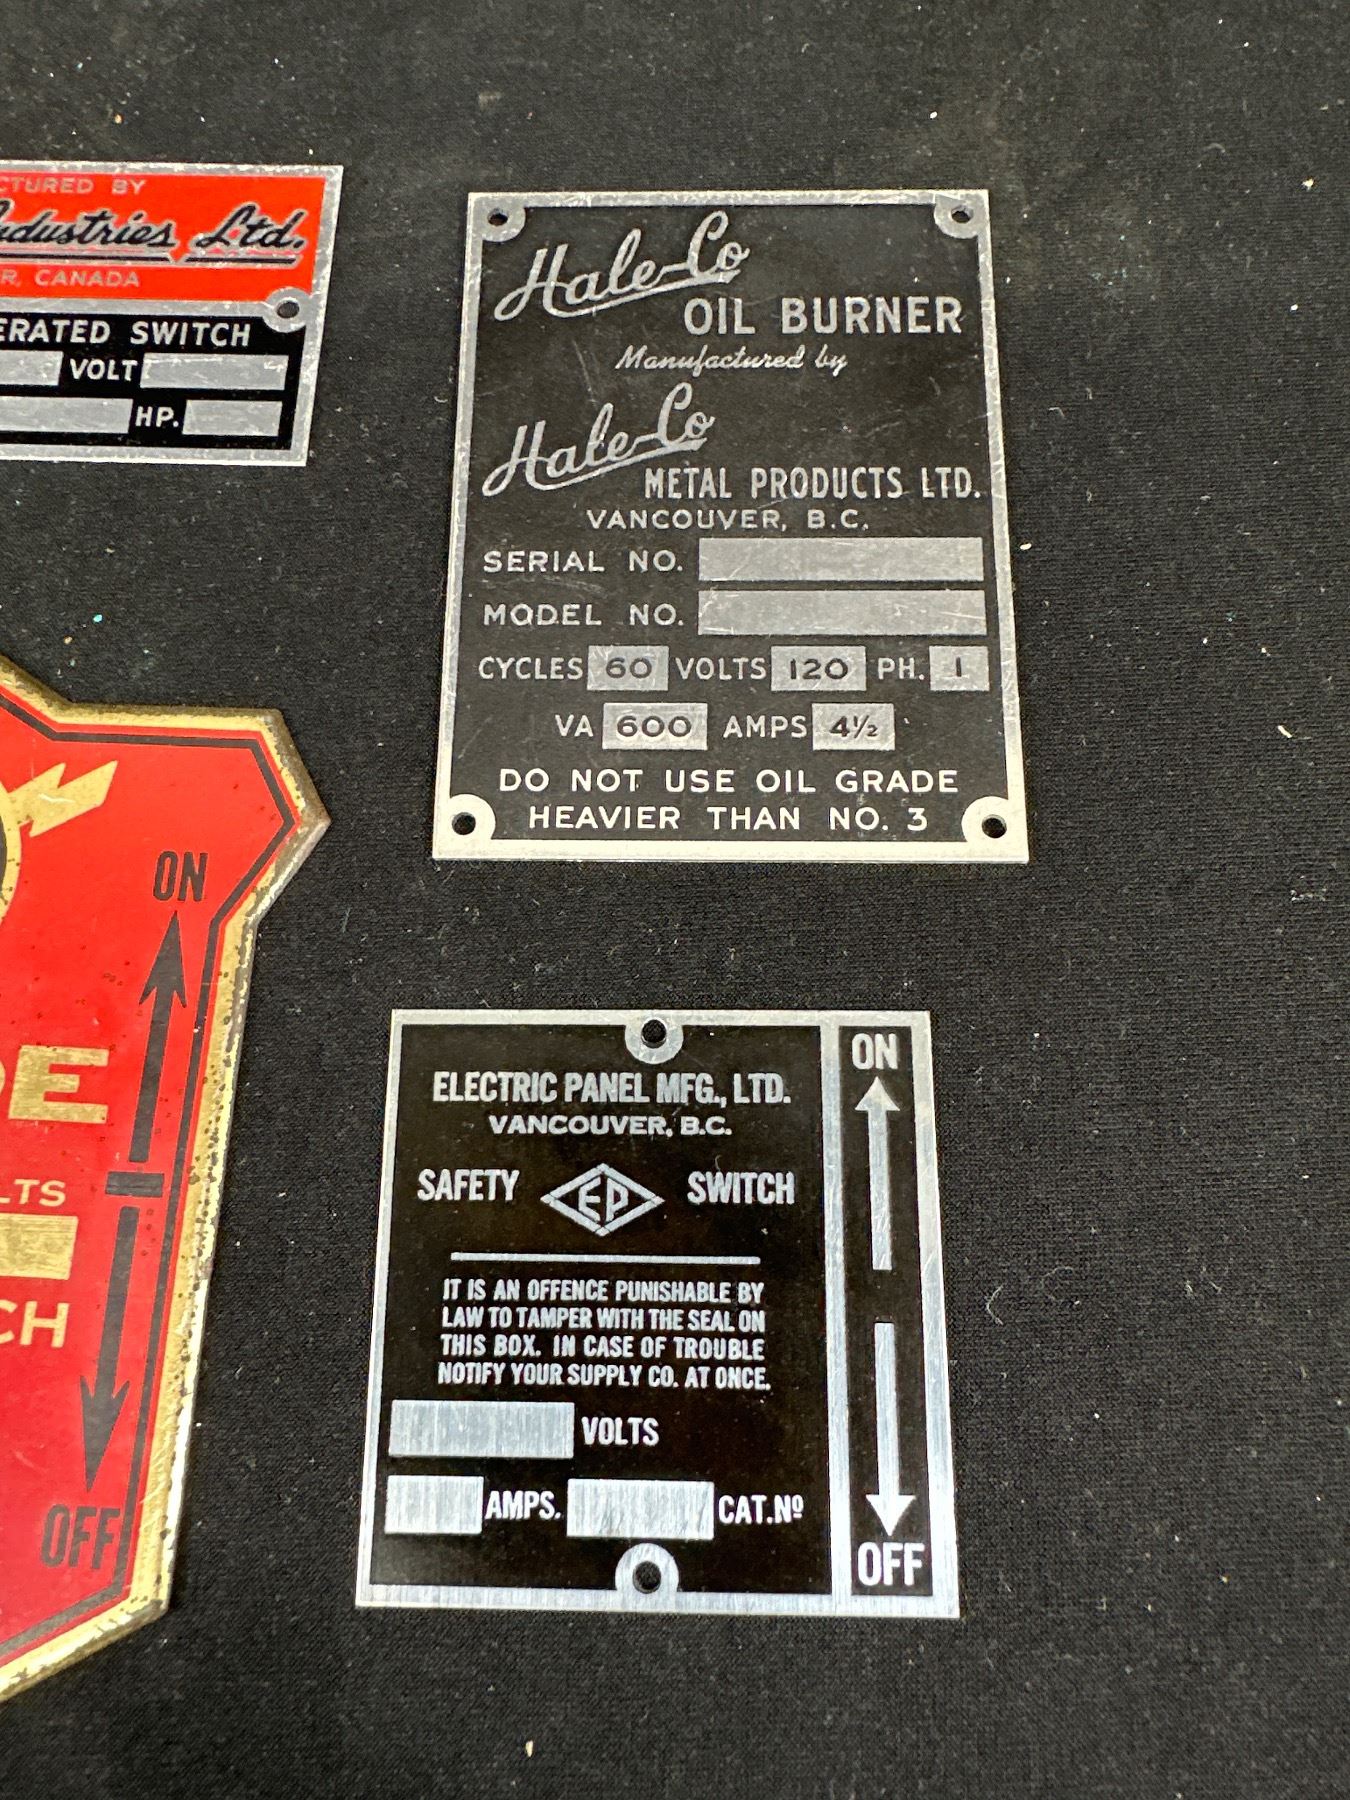 CTURED BY
Industries Ltd.
R, CANADA
ERATED SWITCH
VOLT
HP.
Hale-Co
OIL BURNER
Manufactured by
Hale-Co
METAL PRODUCTS LTD.
VANCOUVER, B.C.
SERIAL NO.
MODEL NO.
CYCLES 60 VOLTS 120 PH. 1
VA 600 AMPS 4½
DO NOT USE OIL GRADE
HEAVIER THAN NO. 3
ON
DE
LTS
CH
OFF
ELECTRIC PANEL MFG., LTD.
VANCOUVER, B.C.
SAFETY EP SWITCH
IT IS AN OFFENCE PUNISHABLE BY
LAW TO TAMPER WITH THE SEAL ON
THIS BOX. IN CASE OF TROUBLE
NOTIFY YOUR SUPPLY CO. AT ONCE.
VOLTS
AMPS. CAT. Nº
ON
OFF